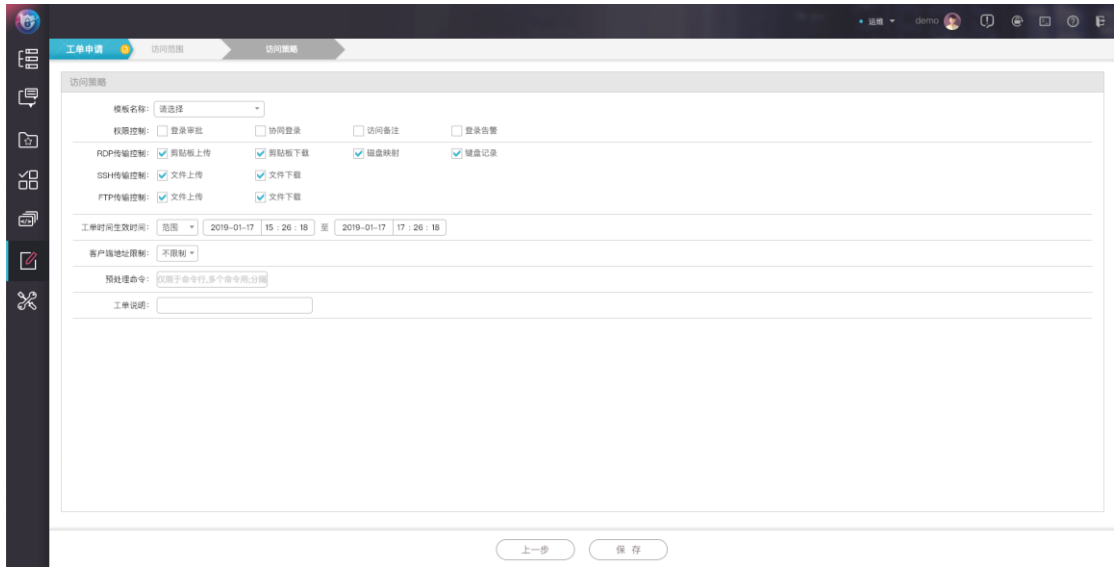 运维 demo
工单申请 访问范围 访问策略
访问策略
模板名称: 请选择
权限控制: 登录审批 协同登录 访问备注 登录告警
RDP传输控制: 剪贴板上传 剪贴板下载 磁盘映射 键盘记录
SSH传输控制: 文件上传 文件下载
FTP传输控制: 文件上传 文件下载
工单时间生效时间: 范围 2019-01-17 15:26:18 至 2019-01-17 17:26:18
客户端地址限制: 不限制
预处理命令: 仅限于命令行,多个命令用;分隔
工单说明:
上一步 保存